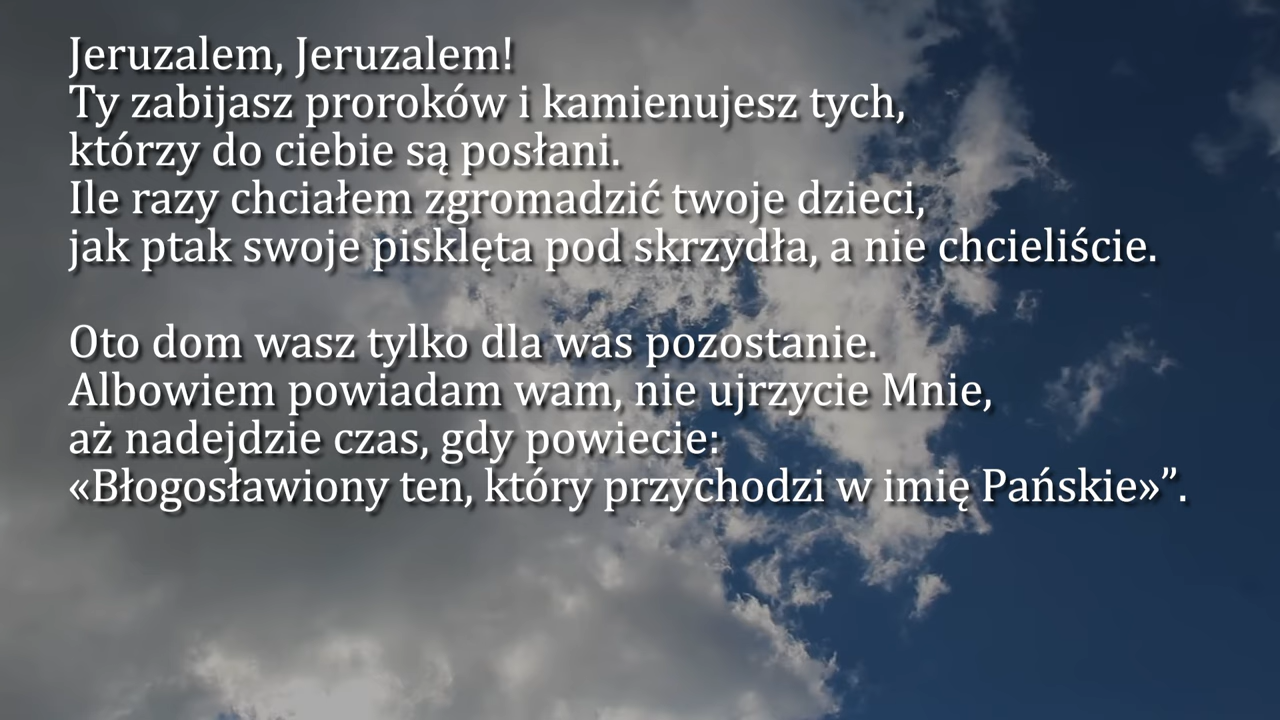 Jeruzalem, Jeruzalem!
Ty zabijasz proroków i kamienujesz tych,
którzy do ciebie są posłani.
Ile razy chciałem zgromadzić twoje dzieci,
jak ptak swoje pisklęta pod skrzydła, a nie chcieliście.
Oto dom wasz tylko dla was pozostanie.
Albowiem powiadam wam, nie ujrzycie Mnie,
aż nadejdzie czas, gdy powiecie:
«Błogosławiony ten, który przychodzi w imię Pańskie»”.